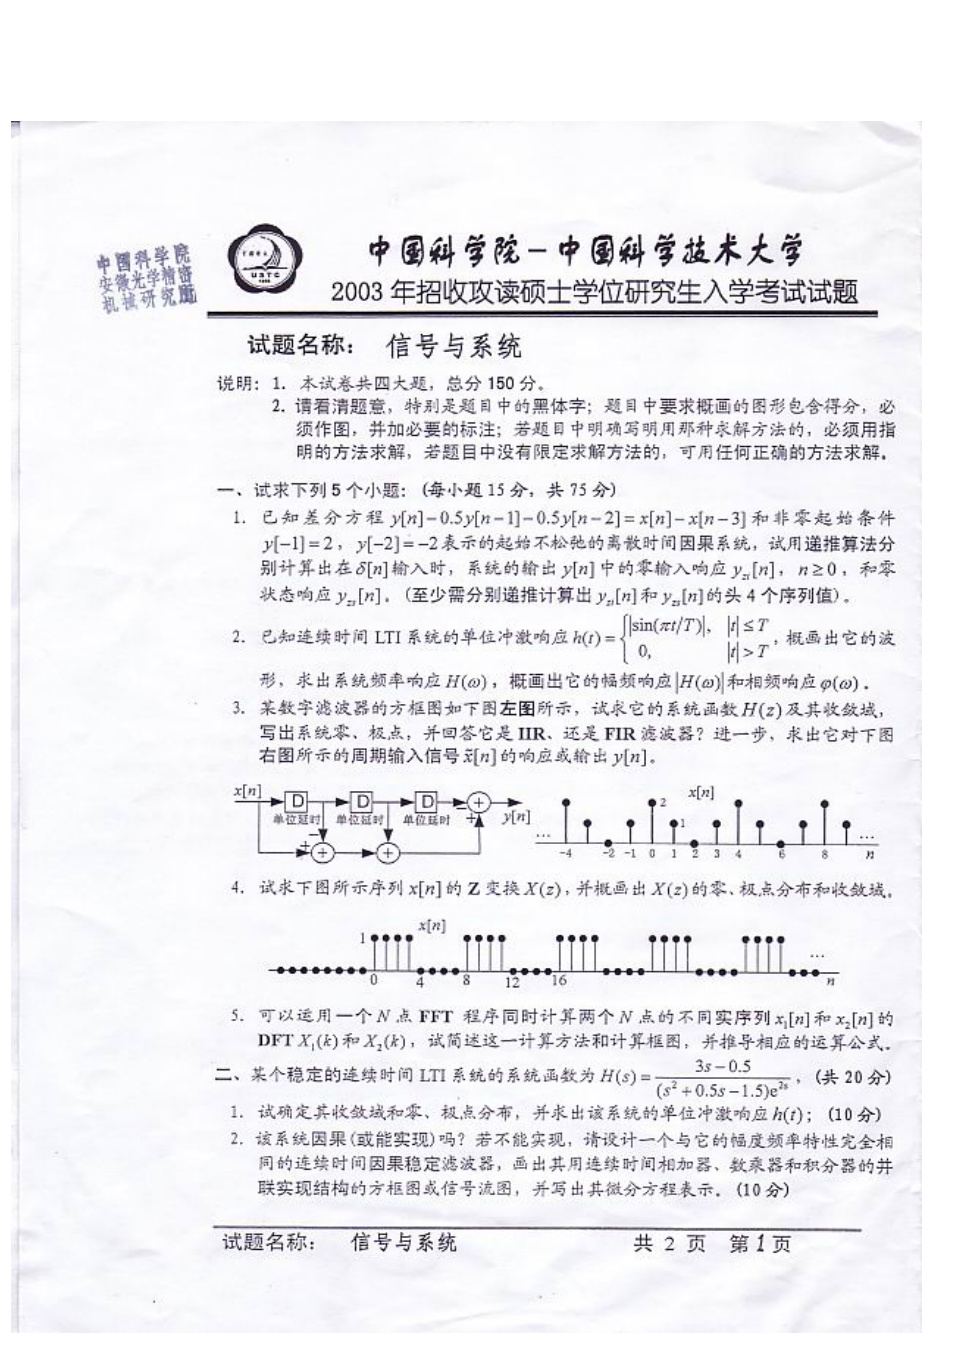 中国科学院
安徽光学精密
机械研究所
USTC
中国科学院－中国科学技术大学
2003 年招收攻读硕士学位研究生入学考试试题
试题名称： 信号与系统
说明：1. 本试卷共四大题，总分 150 分。
2. 请看清题意，特别是题目中的黑体字；题目中要求概画的图形包含得分，必
须作图，并加必要的标注；若题目中明确写明用那种求解方法的，必须用指
明的方法求解，若题目中没有限定求解方法的，可用任何正确的方法求解。
一、试求下列 5 个小题：（每小题 15 分，共 75 分）
1. 已知差分方程 y[n]−0.5y[n−1]−0.5y[n−2]=x[n]−x[n−3] 和非零起始条件
y[−1]=2，y[−2]=−2 表示的起始不松弛的离散时间因果系统，试用递推算法分
别计算出在δ[n]输入时，系统的输出 y[n] 中的零输入响应 y_zi[n]，n≥0，和零
状态响应 y_zs[n]．（至少需分别递推计算出 y_zi[n] 和 y_zs[n] 的头 4 个序列值）。
2. 已知连续时间 LTI 系统的单位冲激响应 h(t)={|sin(πt/T)|, |t|≤T; 0, |t|>T，概画出它的波
形，求出系统频率响应 H(ω)，概画出它的幅频响应|H(ω)|和相频响应φ(ω)．
3. 某数字滤波器的方框图如下图左图所示，试求它的系统函数 H(z) 及其收敛域，
写出系统零、极点，并回答它是 IIR、还是 FIR 滤波器？进一步，求出它对下图
右图所示的周期输入信号 x̃[n] 的响应或输出 y[n]。
x[n] D D D + y[n]
单位延时 单位延时 单位延时 +
− + + +
x[n] 2 1
… -4 -2 -1 0 1 2 3 4 6 8 n …
4. 试求下图所示序列 x[n] 的 Z 变换 X(z)，并概画出 X(z) 的零、极点分布和收敛域。
x[n]
1
…
0 4 8 12 16 n
5. 可以运用一个 N 点 FFT 程序同时计算两个 N 点的不同实序列 x₁[n] 和 x₂[n] 的
DFT X₁(k) 和 X₂(k)，试简述这一计算方法和计算框图，并推导相应的运算公式．
二、某个稳定的连续时间 LTI 系统的系统函数为 H(s)= (3s−0.5)/((s²+0.5s−1.5)e^{2s})，（共 20 分）
1. 试确定其收敛域和零、极点分布，并求出该系统的单位冲激响应 h(t)；（10 分）
2. 该系统因果（或能实现）吗？若不能实现，请设计一个与它的幅度频率特性完全相
同的连续时间因果稳定滤波器，画出其用连续时间相加器、数乘器和积分器的并
联实现结构的方框图或信号流图，并写出其微分方程表示。（10 分）
试题名称： 信号与系统 共 2 页 第 1 页